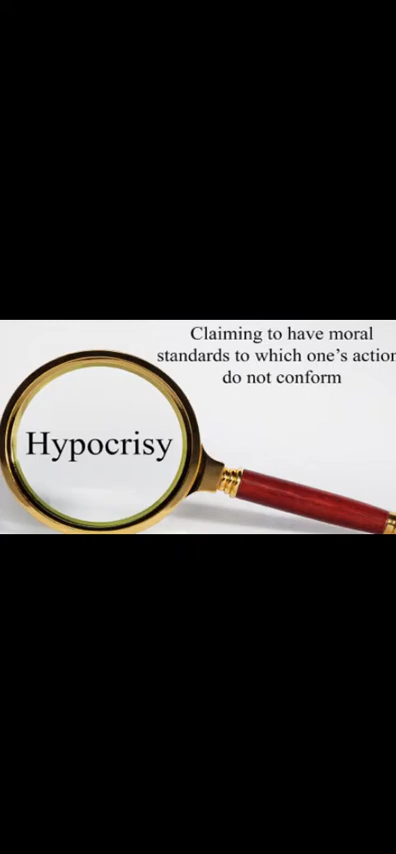 Claiming to have moral
standards to which one’s action
do not conform
Hypocrisy